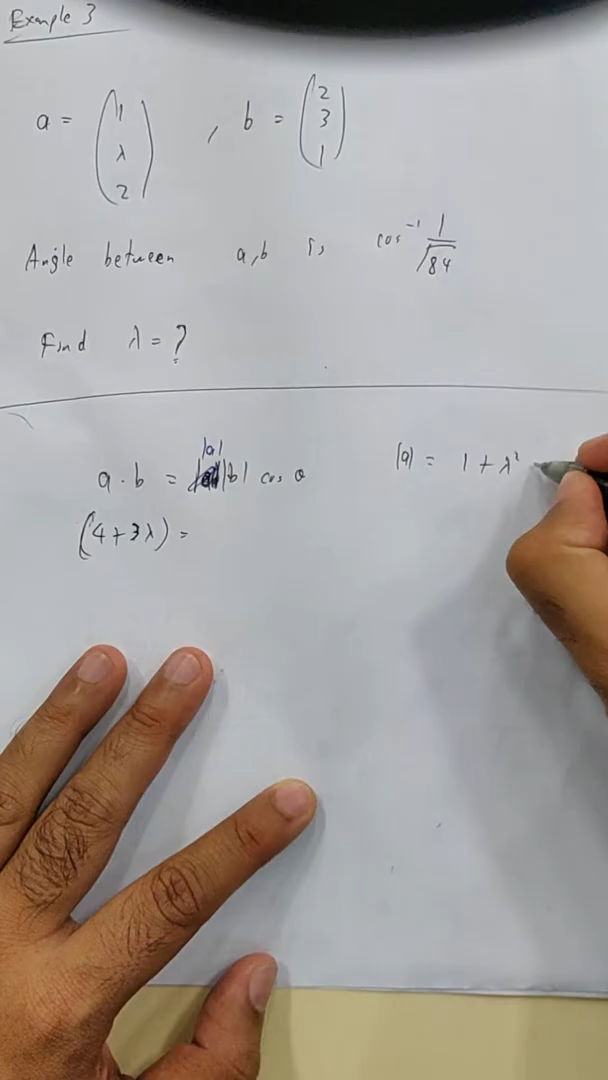 Example 3
a = (1 λ 2) , b = (2 3 1)
Angle between a,b is cos⁻¹ 1/√84
Find λ = ?
a · b = |a| |b| cos θ
|a| = 1 + λ²
(4+3λ) =